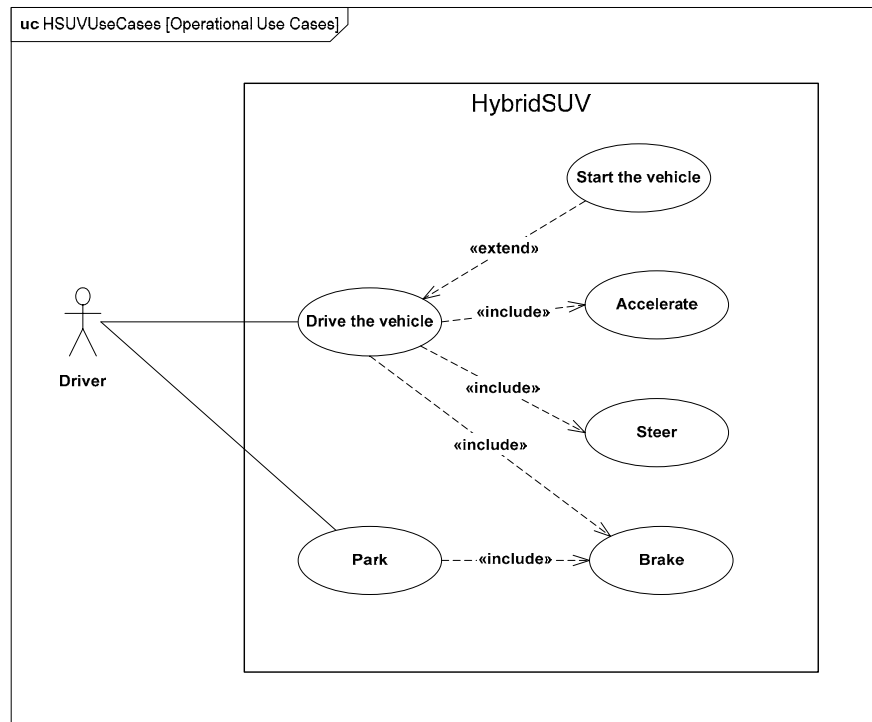 uc HSUVUseCases [Operational Use Cases]
HybridSUV
Start the vehicle
«extend»
Drive the vehicle
«include»
Accelerate
«include»
Steer
«include»
Driver
Park
«include»
Brake